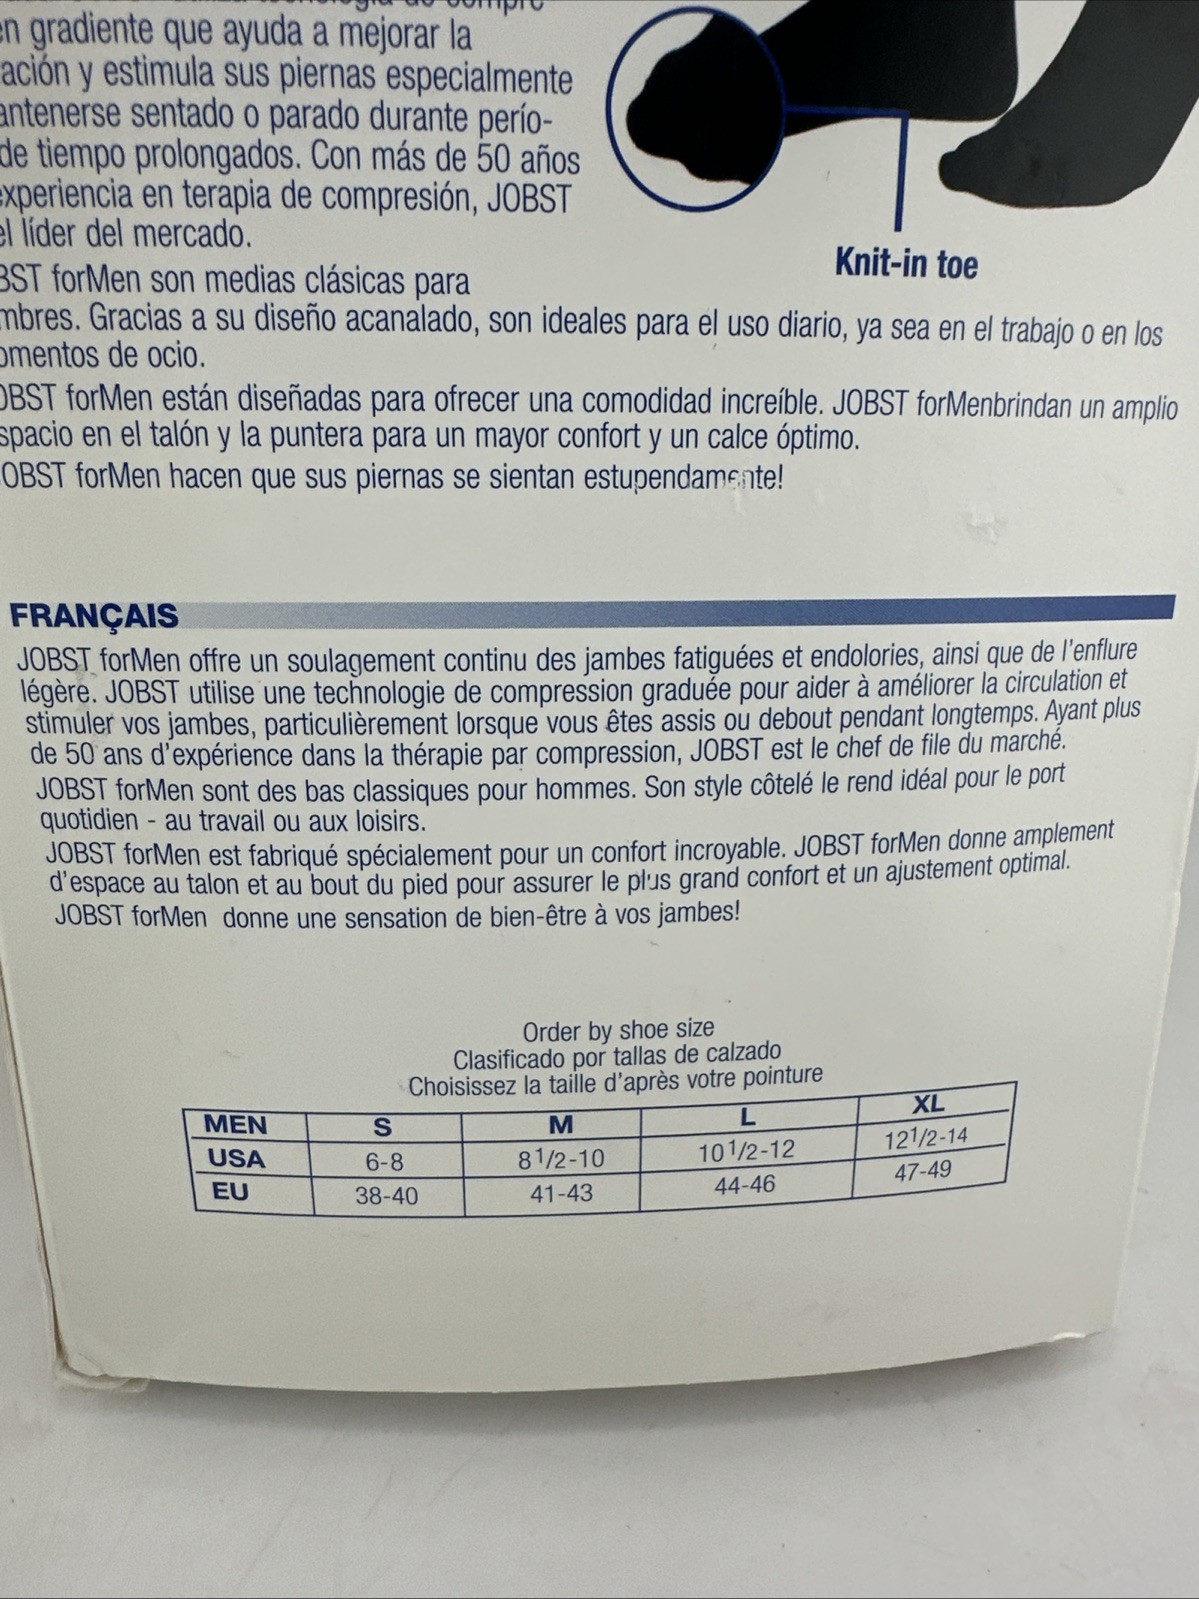 en gradiente que ayuda a mejorar la
ación y estimula sus piernas especialmente
antenerse sentado o parado durante perío-
de tiempo prolongados. Con más de 50 años
experiencia en terapia de compresión, JOBST
el líder del mercado.
Knit-in toe
BST forMen son medias clásicas para
mbres. Gracias a su diseño acanalado, son ideales para el uso diario, ya sea en el trabajo o en los
omentos de ocio.
OBST forMen están diseñadas para ofrecer una comodidad increíble. JOBST forMenbrindan un amplio
spacio en el talón y la puntera para un mayor confort y un calce óptimo.
OBST forMen hacen que sus piernas se sientan estupendamente!
FRANÇAIS
JOBST forMen offre un soulagement continu des jambes fatiguées et endolories, ainsi que de l'enflure
légère. JOBST utilise une technologie de compression graduée pour aider à améliorer la circulation et
stimuler vos jambes, particulièrement lorsque vous êtes assis ou debout pendant longtemps. Ayant plus
de 50 ans d'expérience dans la thérapie par compression, JOBST est le chef de file du marché.
JOBST forMen sont des bas classiques pour hommes. Son style côtelé le rend idéal pour le port
quotidien - au travail ou aux loisirs.
JOBST forMen est fabriqué spécialement pour un confort incroyable. JOBST forMen donne amplement
d'espace au talon et au bout du pied pour assurer le plus grand confort et un ajustement optimal.
JOBST forMen donne une sensation de bien-être à vos jambes!
Order by shoe size
Clasificado por tallas de calzado
Choisissez la taille d'après votre pointure
MEN S M L XL
USA 6-8 8 1/2-10 10 1/2-12 12 1/2-14
EU 38-40 41-43 44-46 47-49